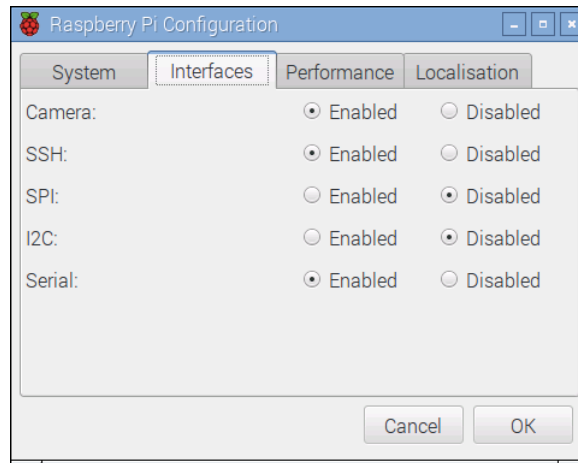 Raspberry Pi Configuration
System Interfaces Performance Localisation
Camera: Enabled Disabled
SSH: Enabled Disabled
SPI: Enabled Disabled
I2C: Enabled Disabled
Serial: Enabled Disabled
Cancel OK